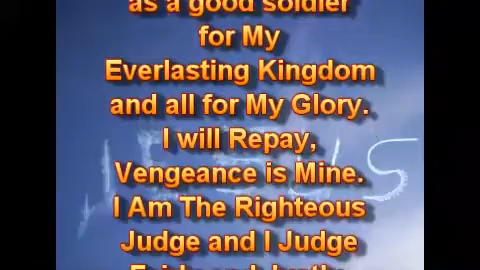 as a good soldier
for My
Everlasting Kingdom
and all for My Glory.
I will Repay,
Vengeance is Mine.
I Am The Righteous
Judge and I Judge
JESUS